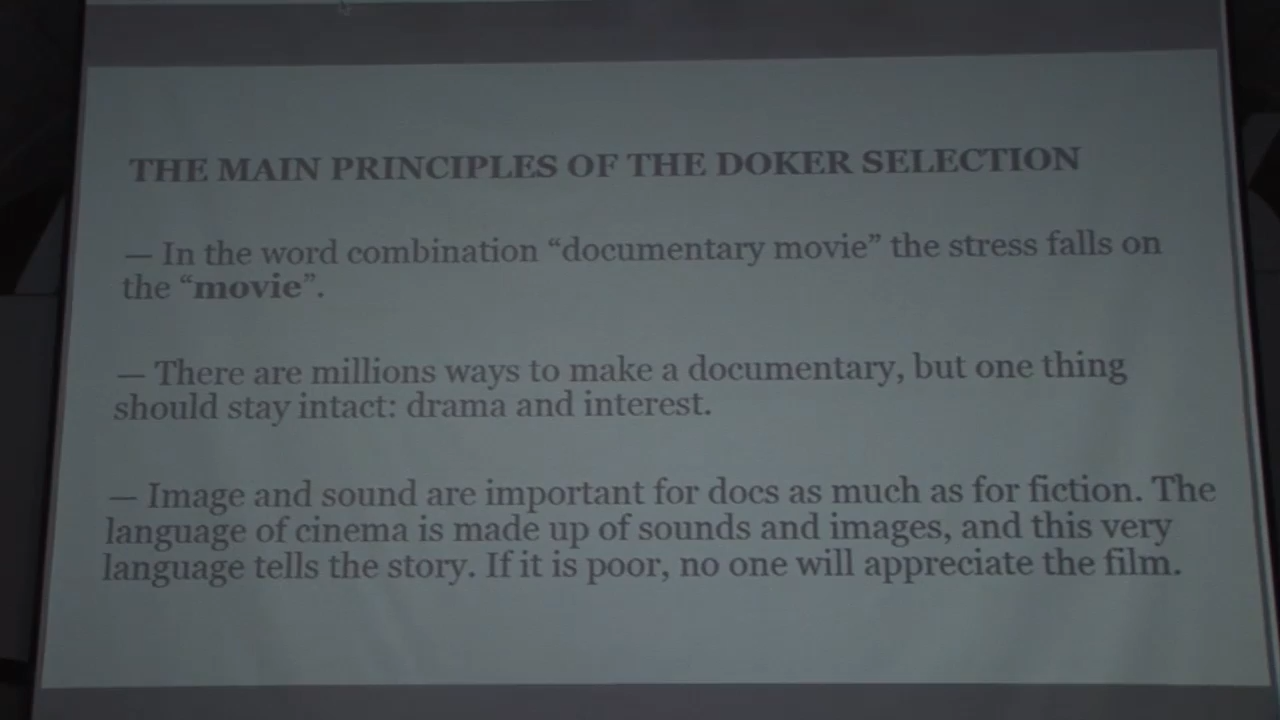 THE MAIN PRINCIPLES OF THE DOKER SELECTION
— In the word combination “documentary movie” the stress falls on
the “movie”.
— There are millions ways to make a documentary, but one thing
should stay intact: drama and interest.
— Image and sound are important for docs as much as for fiction. The
language of cinema is made up of sounds and images, and this very
language tells the story. If it is poor, no one will appreciate the film.